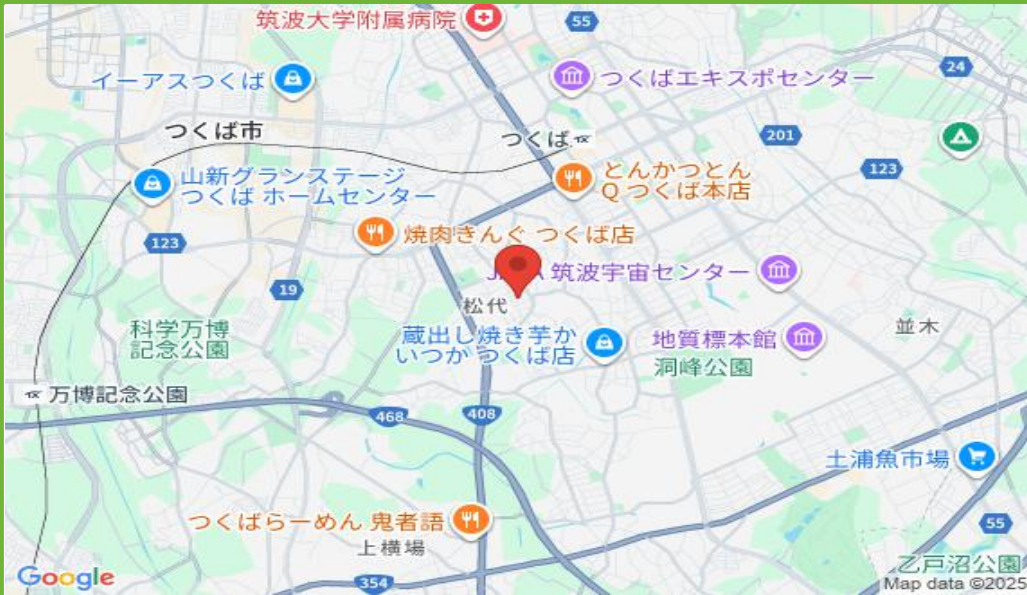 筑波大学附属病院
55
イーアスつくば
つくばエキスポセンター
24
つくば市
つくば
201
123
山新グランステージ
つくば ホームセンター
とんかつとん
Q つくば本店
焼肉きんぐ つくば店
123
筑波宇宙センター
19
松代
科学万博
記念公園
蔵出し焼き芋か
いつか つくば店
地質標本館
並木
洞峰公園
万博記念公園
468
408
土浦魚市場
つくばらーめん 鬼者語
55
上横場
乙戸沼公園
354
Google
Map data ©2025